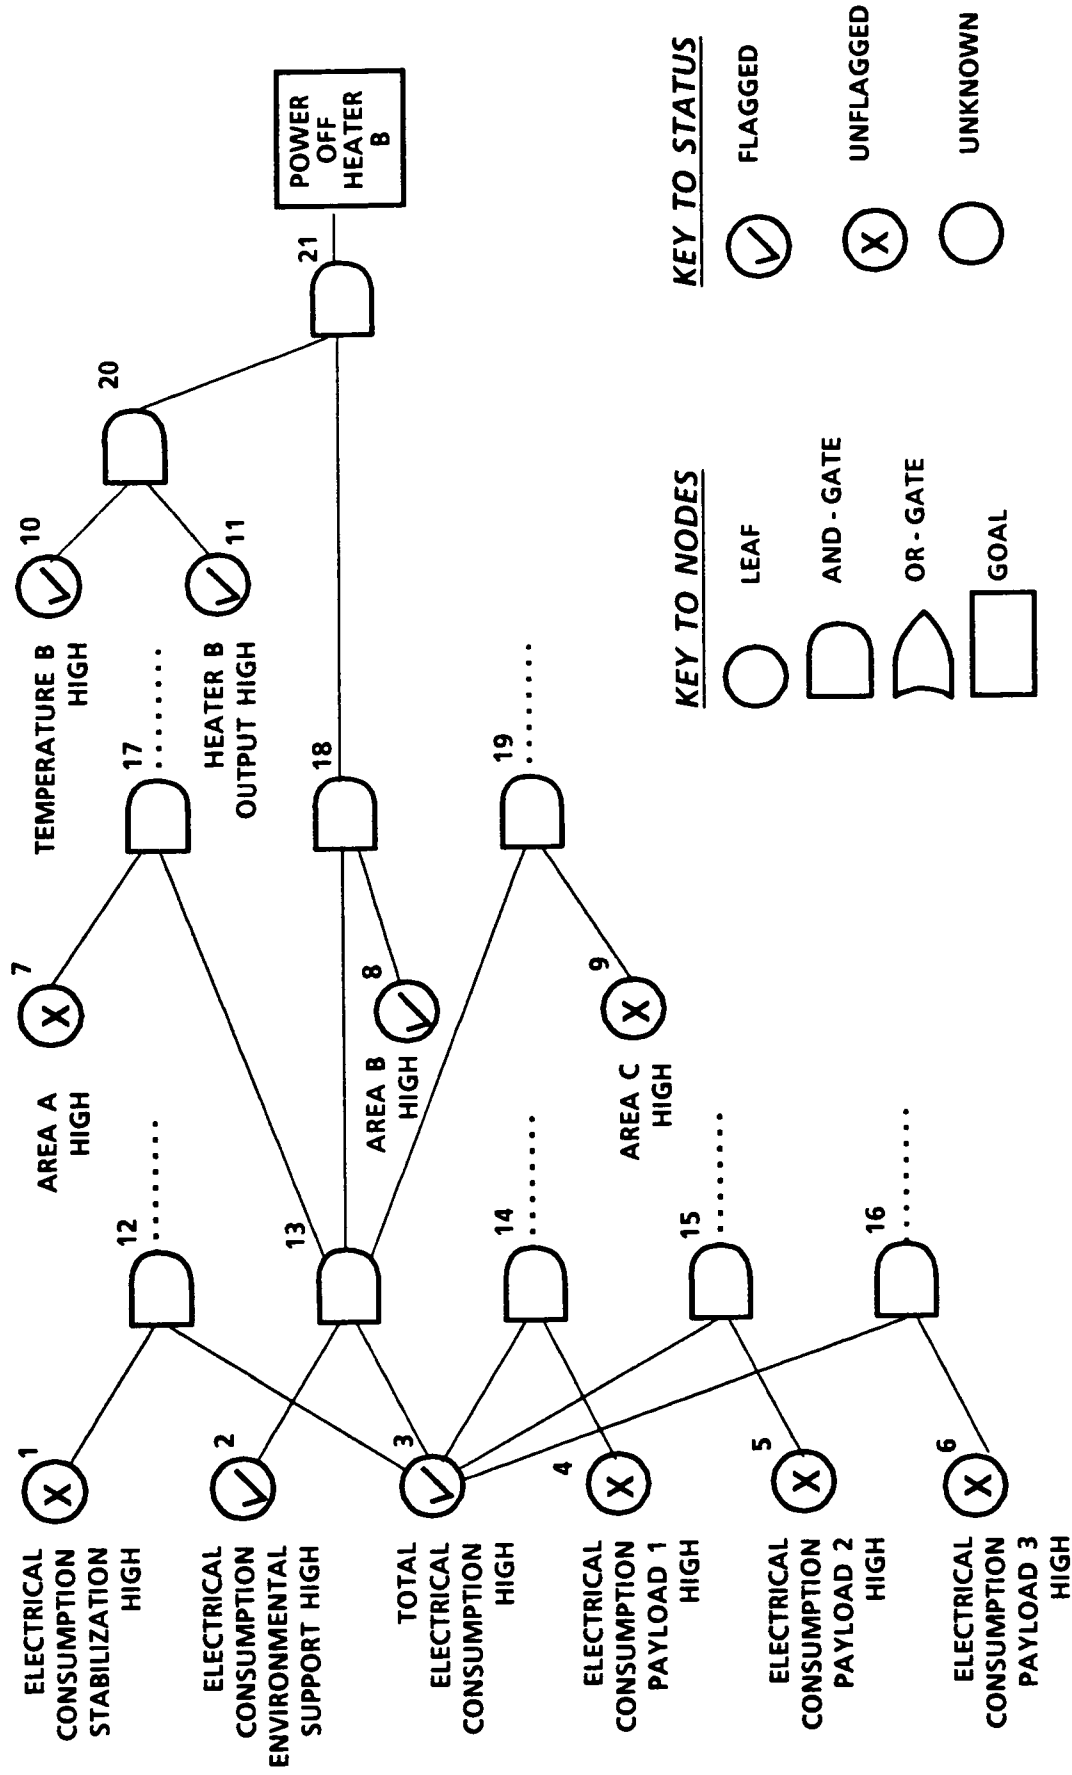 ELECTRICAL
CONSUMPTION
STABILIZATION
HIGH
1
ELECTRICAL
CONSUMPTION
ENVIRONMENTAL
SUPPORT HIGH
2
TOTAL
ELECTRICAL
CONSUMPTION
HIGH
3
ELECTRICAL
CONSUMPTION
PAYLOAD 1
HIGH
4
ELECTRICAL
CONSUMPTION
PAYLOAD 2
HIGH
5
ELECTRICAL
CONSUMPTION
PAYLOAD 3
HIGH
6
12
........
13
14
........
15
........
16
........
AREA A
HIGH
7
AREA B
HIGH
8
AREA C
HIGH
9
17
........
18
19
........
TEMPERATURE B
HIGH
10
HEATER B
OUTPUT HIGH
11
20
21
POWER
OFF
HEATER
B
KEY TO NODES
LEAF
AND - GATE
OR - GATE
GOAL
KEY TO STATUS
FLAGGED
X
UNFLAGGED
UNKNOWN